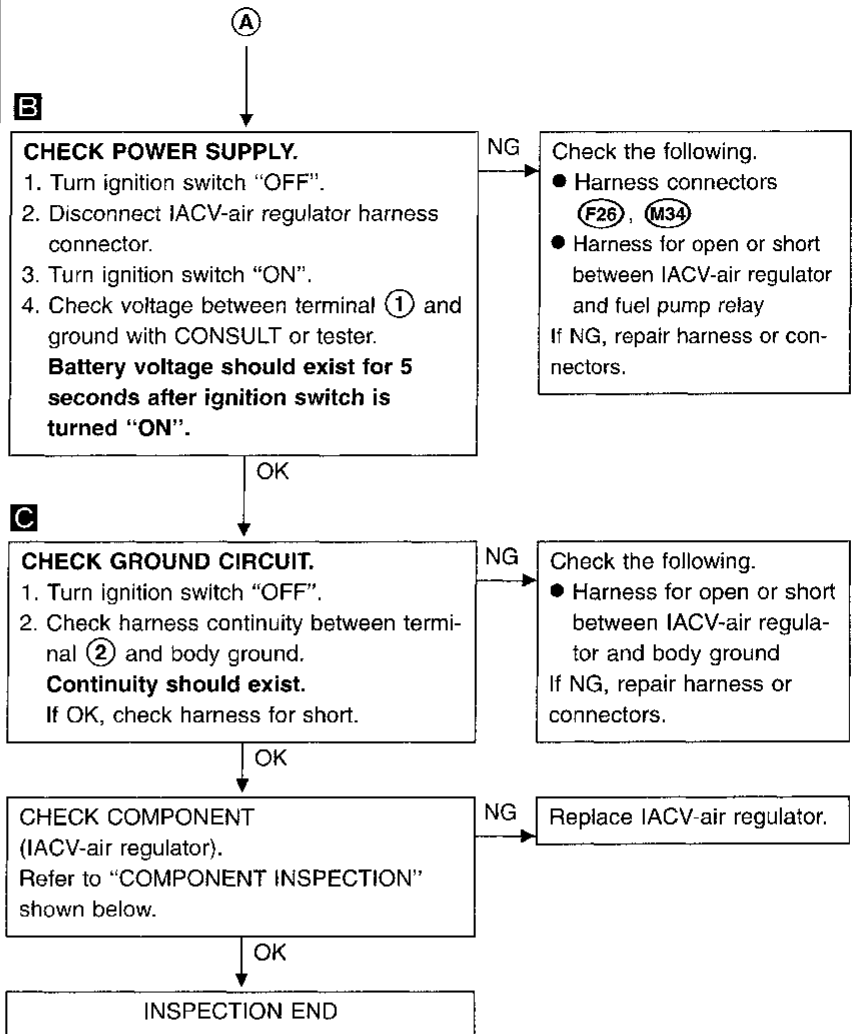 A
B
CHECK POWER SUPPLY.
1. Turn ignition switch “OFF”.
2. Disconnect IACV-air regulator harness
connector.
3. Turn ignition switch “ON”.
4. Check voltage between terminal ① and
ground with CONSULT or tester.
Battery voltage should exist for 5
seconds after ignition switch is
turned “ON”.
NG
Check the following.
● Harness connectors
F26, M34
● Harness for open or short
between IACV-air regulator
and fuel pump relay
If NG, repair harness or con-
nectors.
OK
C
CHECK GROUND CIRCUIT.
1. Turn ignition switch “OFF”.
2. Check harness continuity between termi-
nal ② and body ground.
Continuity should exist.
If OK, check harness for short.
NG
Check the following.
● Harness for open or short
between IACV-air regula-
tor and body ground
If NG, repair harness or
connectors.
OK
CHECK COMPONENT
(IACV-air regulator).
Refer to “COMPONENT INSPECTION”
shown below.
NG
Replace IACV-air regulator.
OK
INSPECTION END